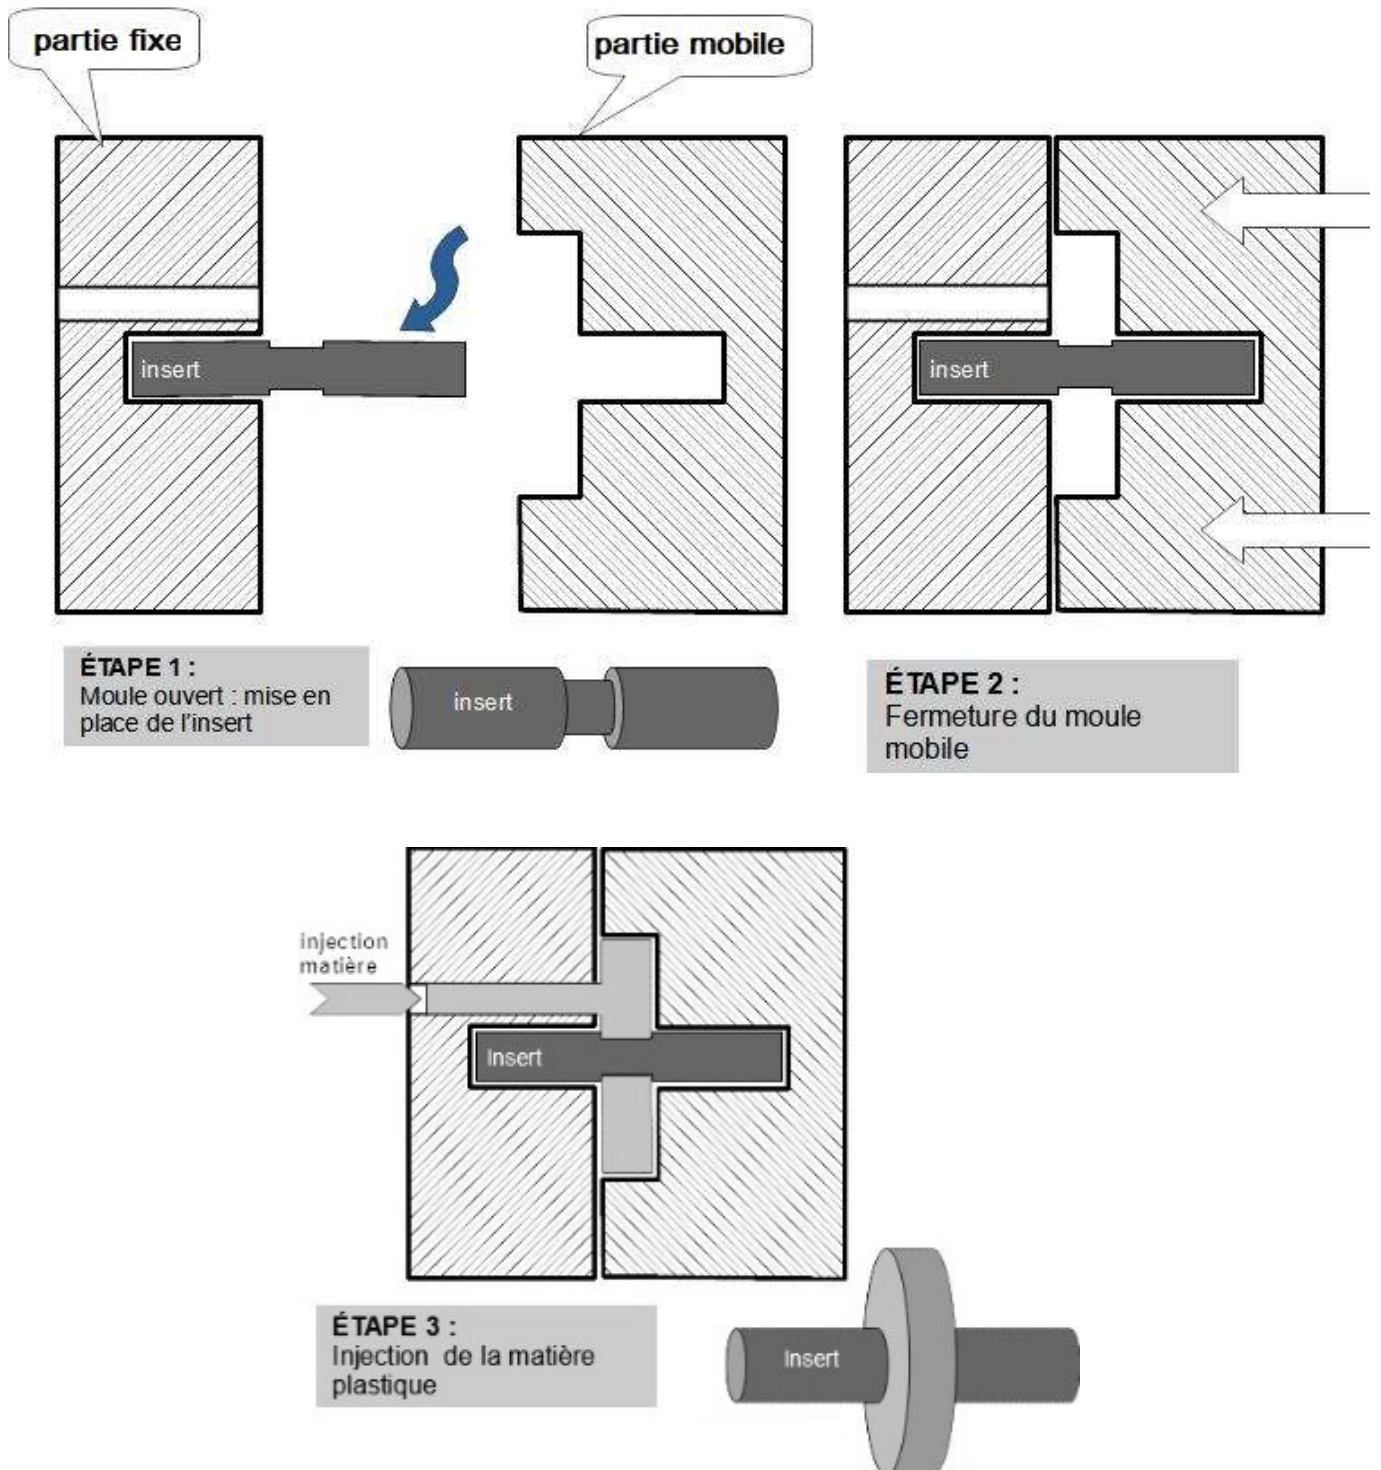 partie fixe
partie mobile
insert
insert
ÉTAPE 1 :
Moule ouvert : mise en
place de l'insert
insert
ÉTAPE 2 :
Fermeture du moule
mobile
injection
matière
Insert
ÉTAPE 3 :
Injection de la matière
plastique
Insert